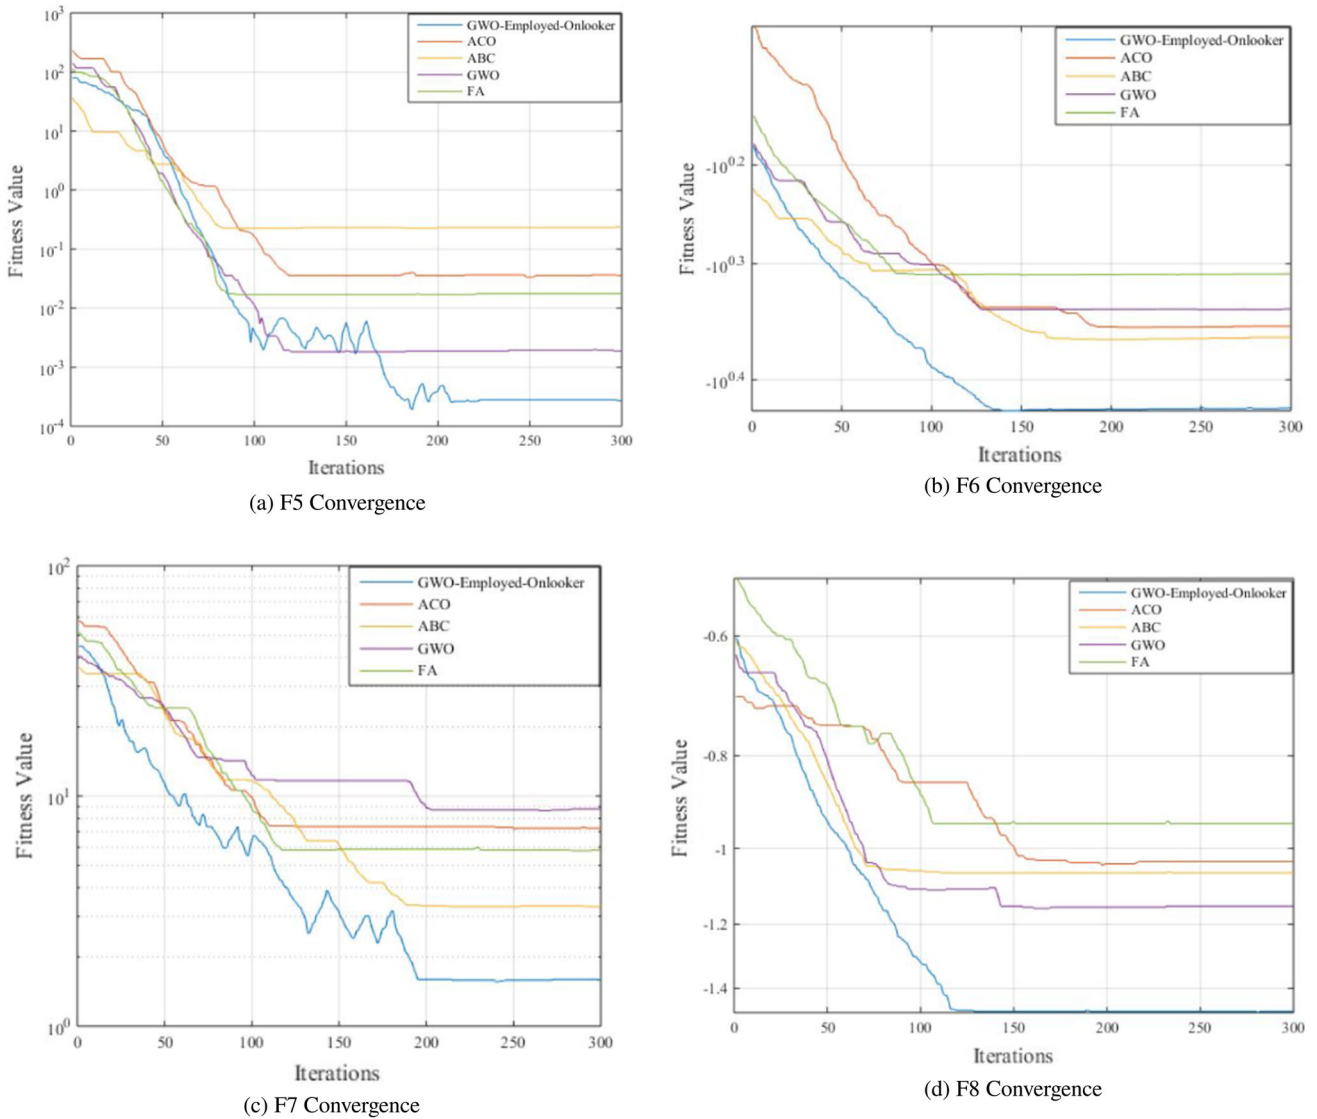 GWO-Employed-Onlooker
ACO
ABC
GWO
FA
10^3
10^2
10^1
10^0
10^-1
10^-2
10^-3
10^-4
Fitness Value
0 50 100 150 200 250 300
Iterations
(a) F5 Convergence
GWO-Employed-Onlooker
ACO
ABC
GWO
FA
-10^0.2
-10^0.3
-10^0.4
Fitness Value
0 50 100 150 200 250 300
Iterations
(b) F6 Convergence
GWO-Employed-Onlooker
ACO
ABC
GWO
FA
10^2
10^1
10^0
Fitness Value
0 50 100 150 200 250 300
Iterations
(c) F7 Convergence
GWO-Employed-Onlooker
ACO
ABC
GWO
FA
-0.6
-0.8
-1
-1.2
-1.4
Fitness Value
0 50 100 150 200 250 300
Iterations
(d) F8 Convergence